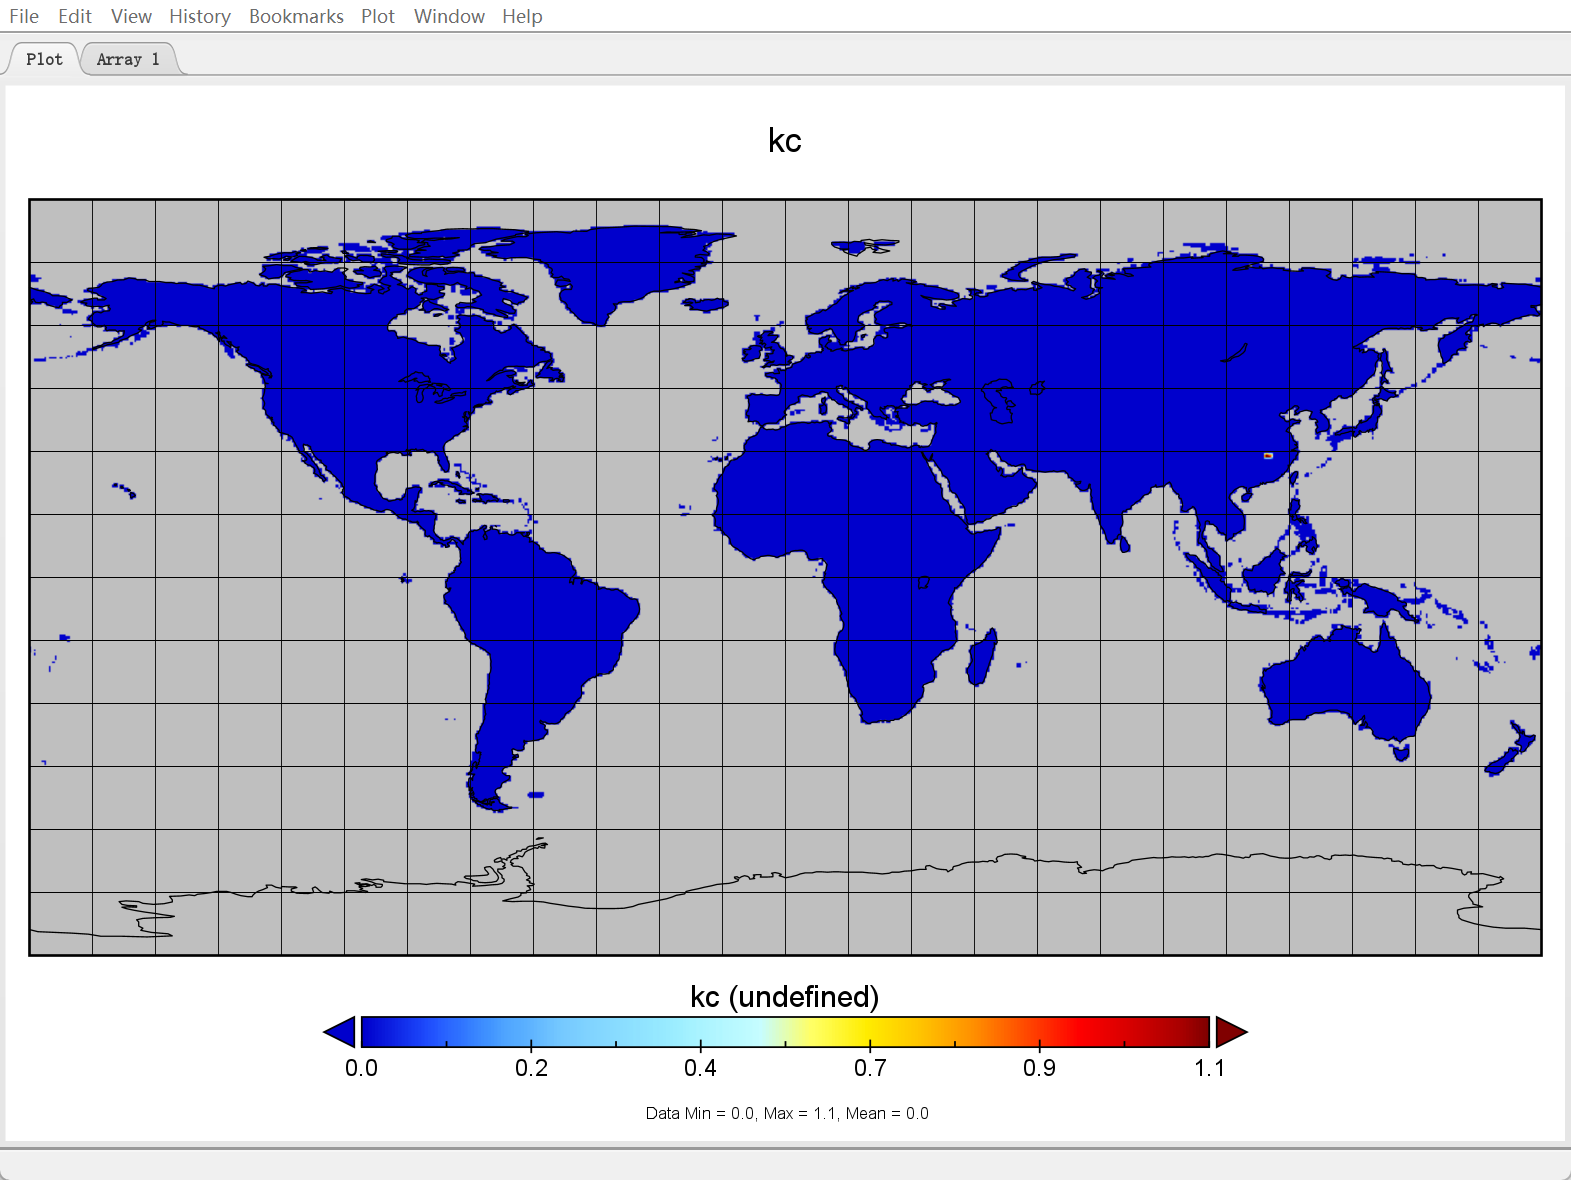 File Edit View History Bookmarks Plot Window Help
Plot Array 1
kc
kc (undefined)
0.0 0.2 0.4 0.7 0.9 1.1
Data Min = 0.0, Max = 1.1, Mean = 0.0